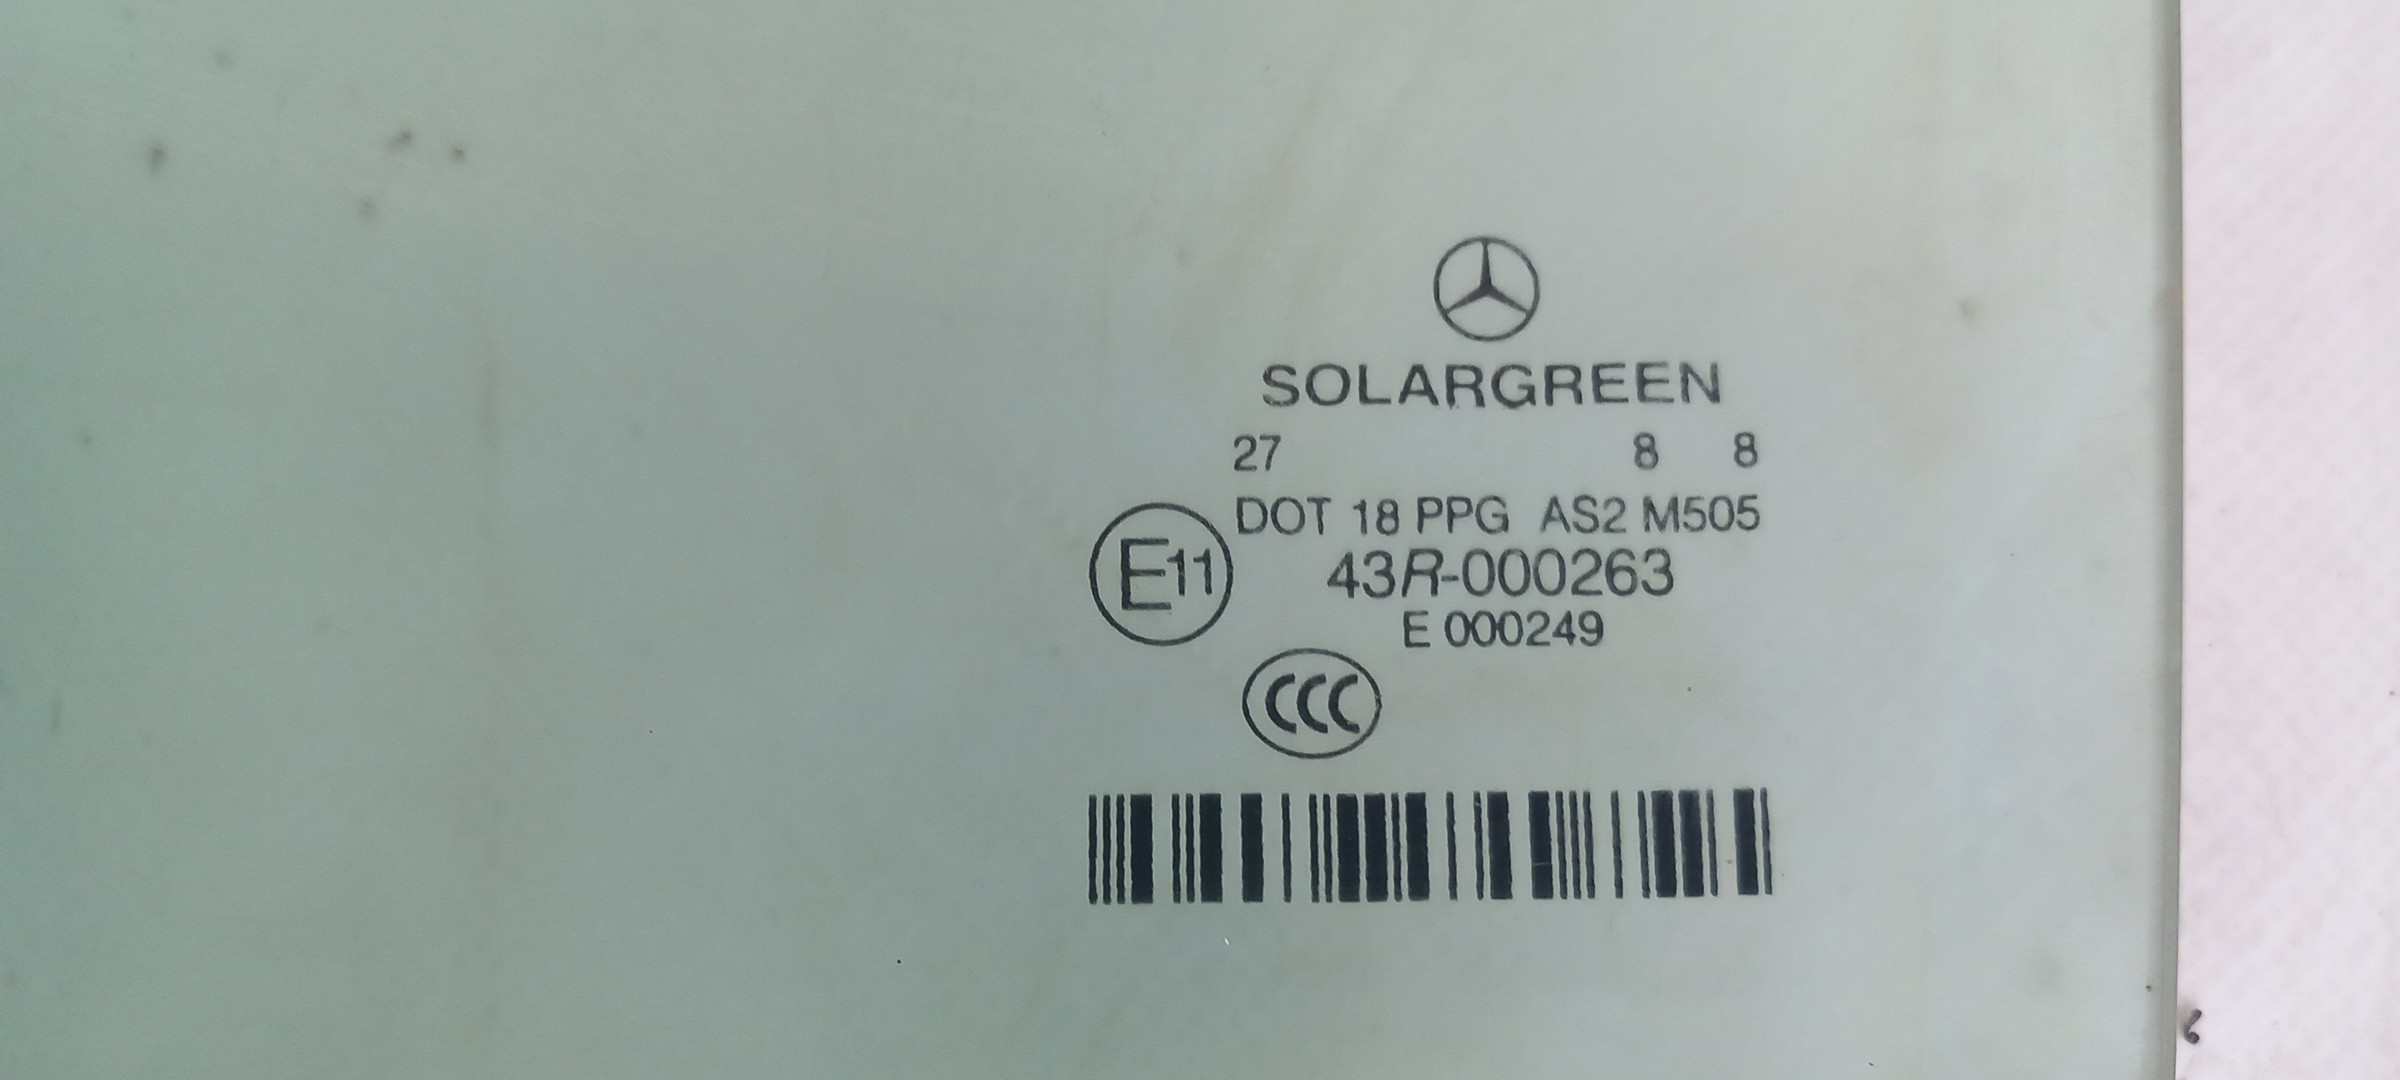 SOLARGREEN
27 8 8
DOT 18 PPG AS2 M505
E11 43R-000263
E 000249
CCC